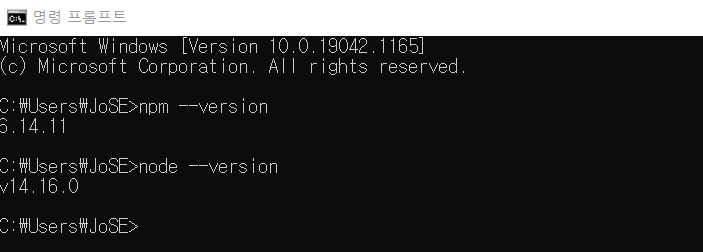 명령 프롬프트
Microsoft Windows [Version 10.0.19042.1165]
(c) Microsoft Corporation. All rights reserved.
C:₩Users₩JoSE>npm --version
6.14.11
C:₩Users₩JoSE>node --version
v14.16.0
C:₩Users₩JoSE>